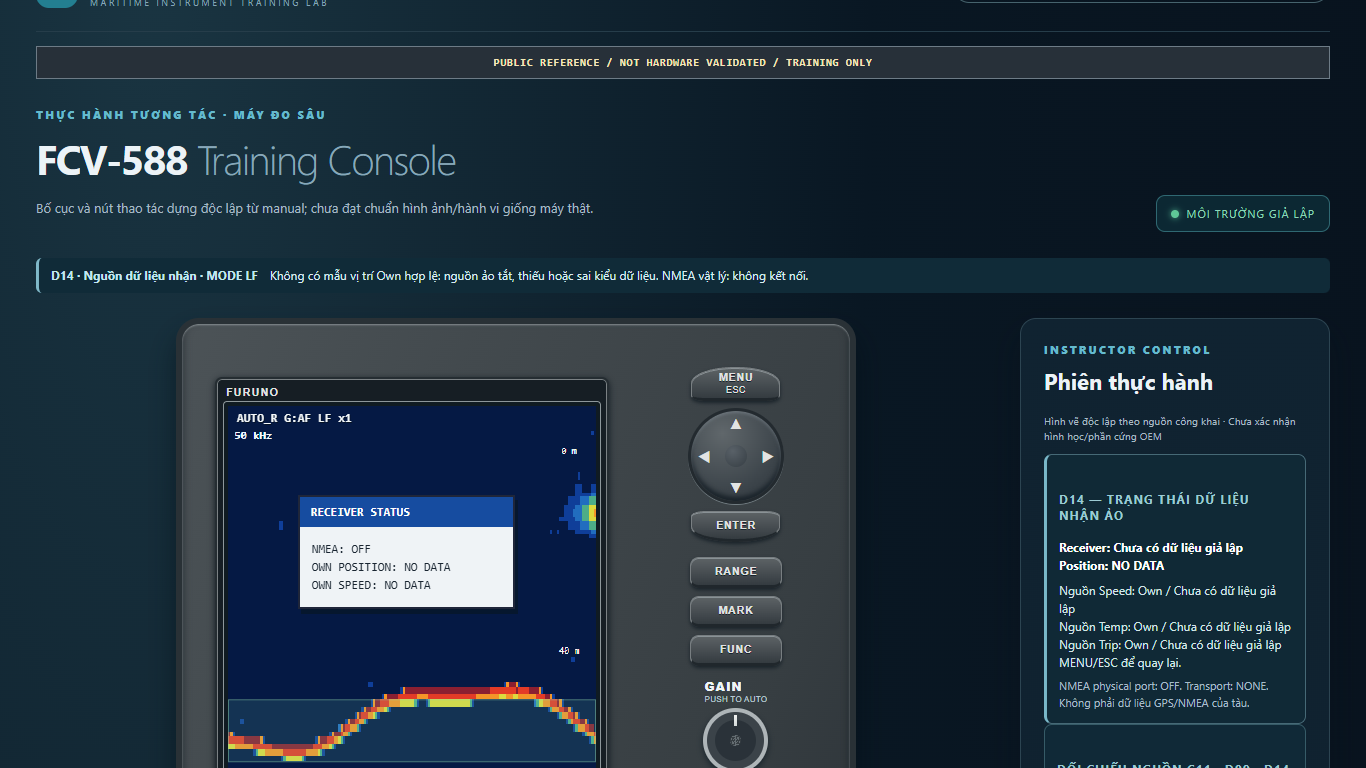 MARITIME INSTRUMENT TRAINING LAB
PUBLIC REFERENCE / NOT HARDWARE VALIDATED / TRAINING ONLY
THỰC HÀNH TƯƠNG TÁC · MÁY ĐO SÂU
FCV-588 Training Console
Bố cục và nút thao tác dựng độc lập từ manual; chưa đạt chuẩn hình ảnh/hành vi giống máy thật.
MÔI TRƯỜNG GIẢ LẬP
D14 · Nguồn dữ liệu nhận · MODE LF Không có mẫu vị trí Own hợp lệ: nguồn ảo tắt, thiếu hoặc sai kiểu dữ liệu. NMEA vật lý: không kết nối.
FURUNO
AUTO_R G:AF LF x1
50 kHz
0 m
RECEIVER STATUS
NMEA: OFF
OWN POSITION: NO DATA
OWN SPEED: NO DATA
40 m
MENU
ESC
▲
◀ ▶
▼
ENTER
RANGE
MARK
FUNC
GAIN
PUSH TO AUTO
INSTRUCTOR CONTROL
Phiên thực hành
Hình vẽ độc lập theo nguồn công khai · Chưa xác nhận
hình học/phần cứng OEM
D14 — TRẠNG THÁI DỮ LIỆU
NHẬN ẢO
Receiver: Chưa có dữ liệu giả lập
Position: NO DATA
Nguồn Speed: Own / Chưa có dữ liệu giả
lập
Nguồn Temp: Own / Chưa có dữ liệu giả lập
Nguồn Trip: Own / Chưa có dữ liệu giả lập
MENU/ESC để quay lại.
NMEA physical port: OFF. Transport: NONE.
Không phải dữ liệu GPS/NMEA của tàu.